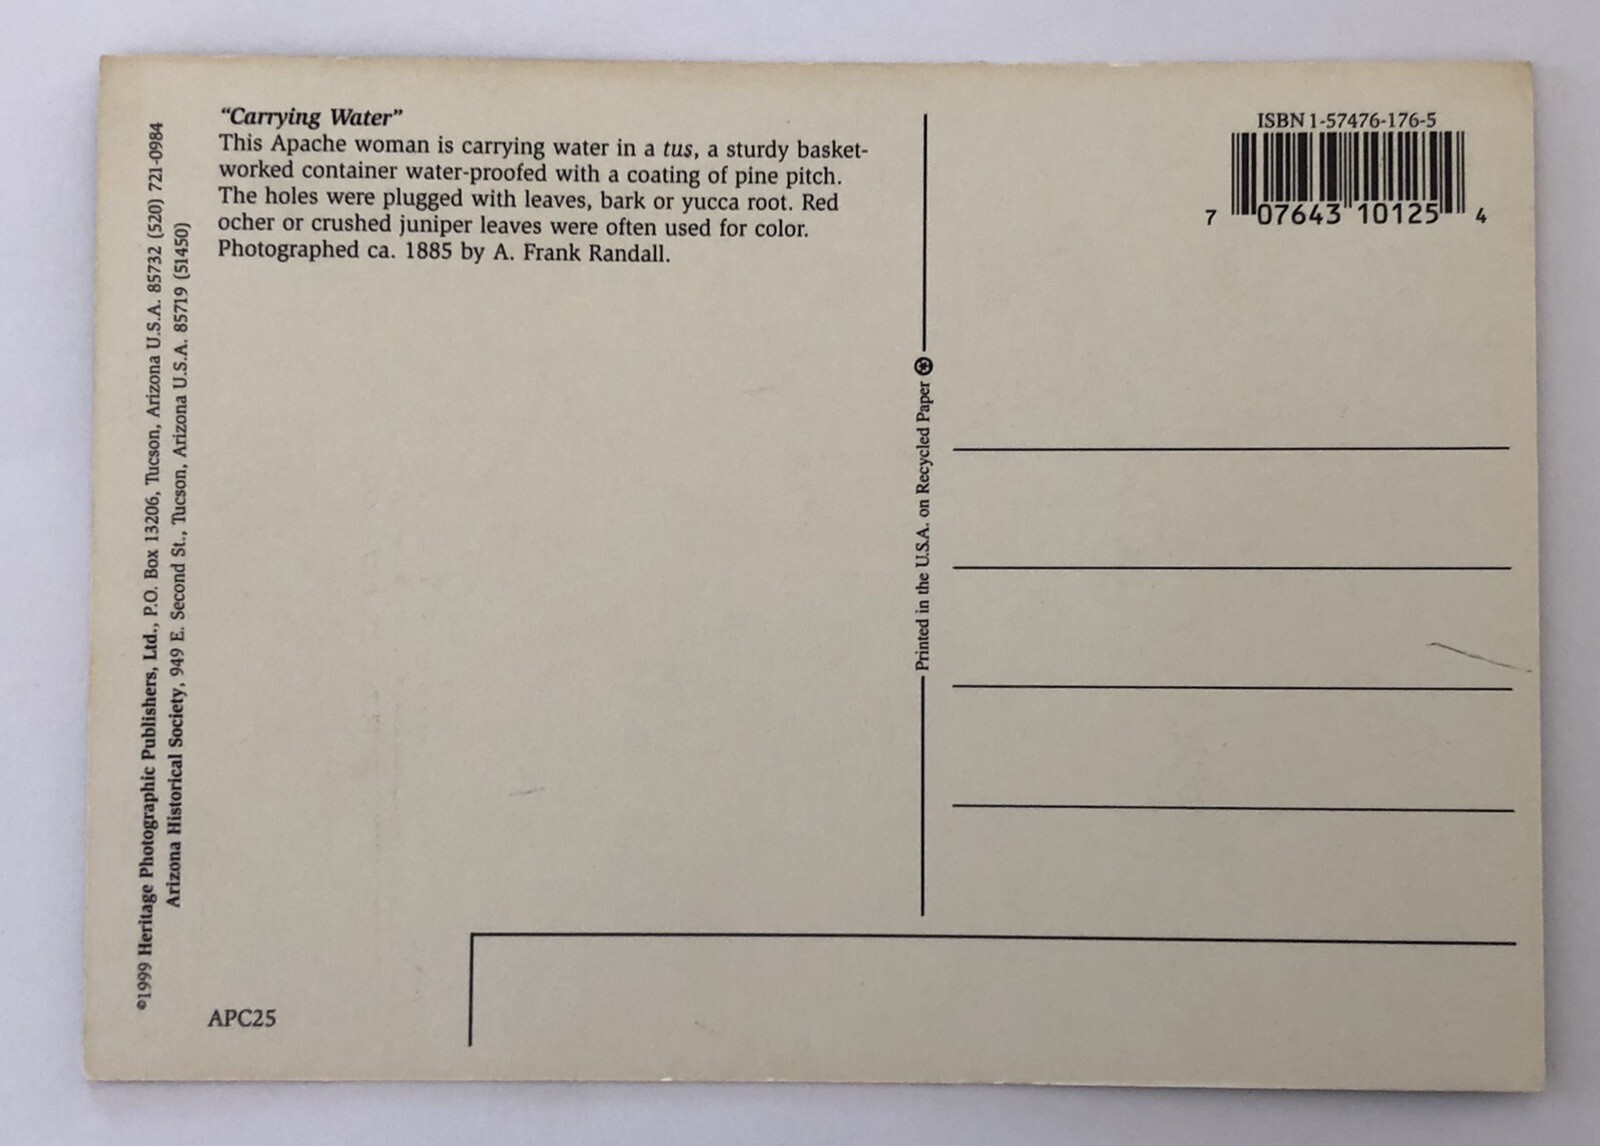 “Carrying Water”
This Apache woman is carrying water in a tus, a sturdy basket-
worked container water-proofed with a coating of pine pitch.
The holes were plugged with leaves, bark or yucca root. Red
ocher or crushed juniper leaves were often used for color.
Photographed ca. 1885 by A. Frank Randall.
©1999 Heritage Photographic Publishers, Ltd., P.O. Box 13206, Tucson, Arizona U.S.A. 85732 (520) 721-0984
Arizona Historical Society, 949 E. Second St., Tucson, Arizona U.S.A. 85719 (51450)
APC25
Printed in the U.S.A. on Recycled Paper
ISBN 1-57476-176-5
7 07643 10125 4